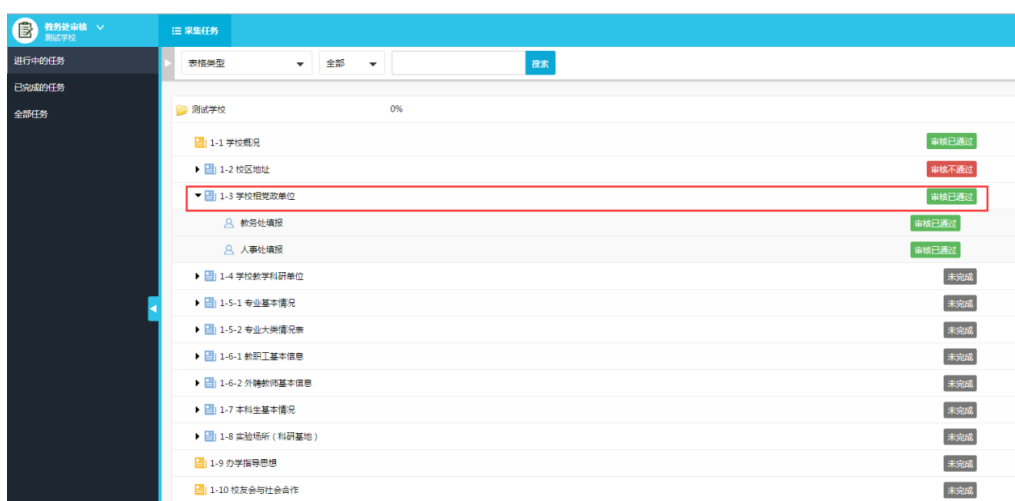 教务处审核
测试学校
采集任务
进行中的任务
已完成的任务
全部任务
表格类型 全部 搜索
测试学校 0%
1-1 学校概况 审核已通过
1-2 校区地址 审核不通过
1-3 学校相党政单位 审核已通过
教务处填报 审核已通过
人事处填报 审核已通过
1-4 学校教学科研单位 未完成
1-5-1 专业基本情况 未完成
1-5-2 专业大类情况表 未完成
1-6-1 教职工基本信息 未完成
1-6-2 外聘教师基本信息 未完成
1-7 本科生基本情况 未完成
1-8 实验场所（科研基地） 未完成
1-9 办学指导思想 未完成
1-10 校友会与社会合作 未完成